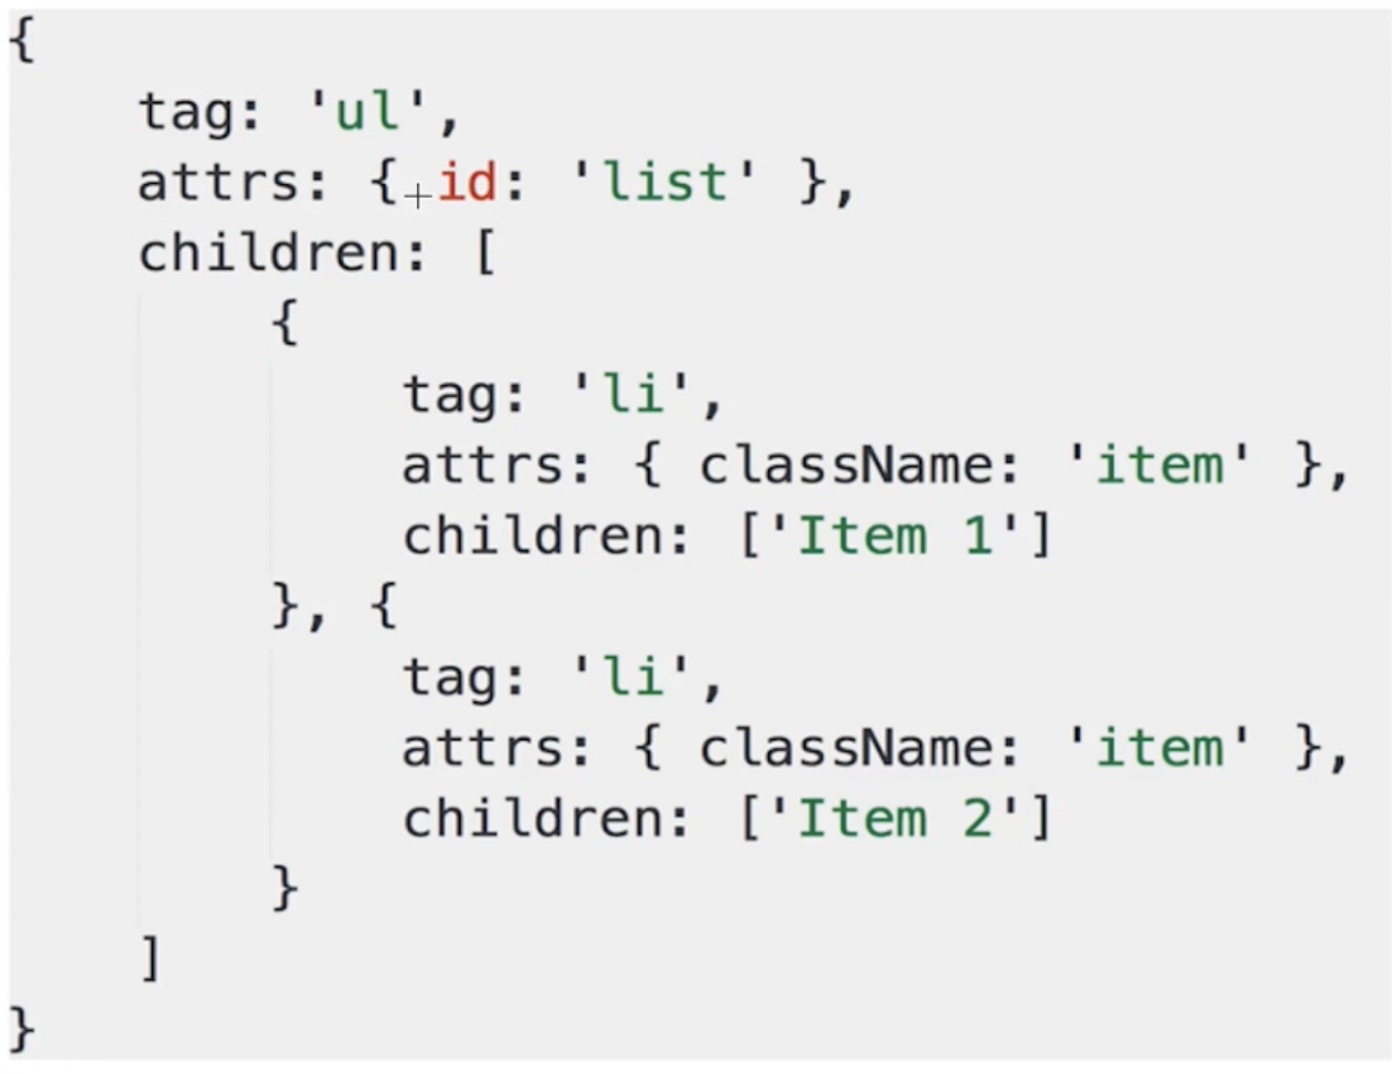 {
    tag: 'ul',
    attrs: { id: 'list' },
    children: [
        {
            tag: 'li',
            attrs: { className: 'item' },
            children: ['Item 1']
        }, {
            tag: 'li',
            attrs: { className: 'item' },
            children: ['Item 2']
        }
    ]
}